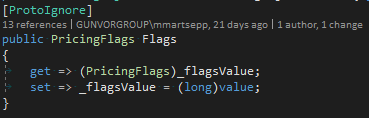 [ProtoIgnore]
13 references | GUNVORGROUP\mmartsepp, 21 days ago | 1 author, 1 change
public PricingFlags Flags
{
get => (PricingFlags)_flagsValue;
set => _flagsValue = (long)value;
}